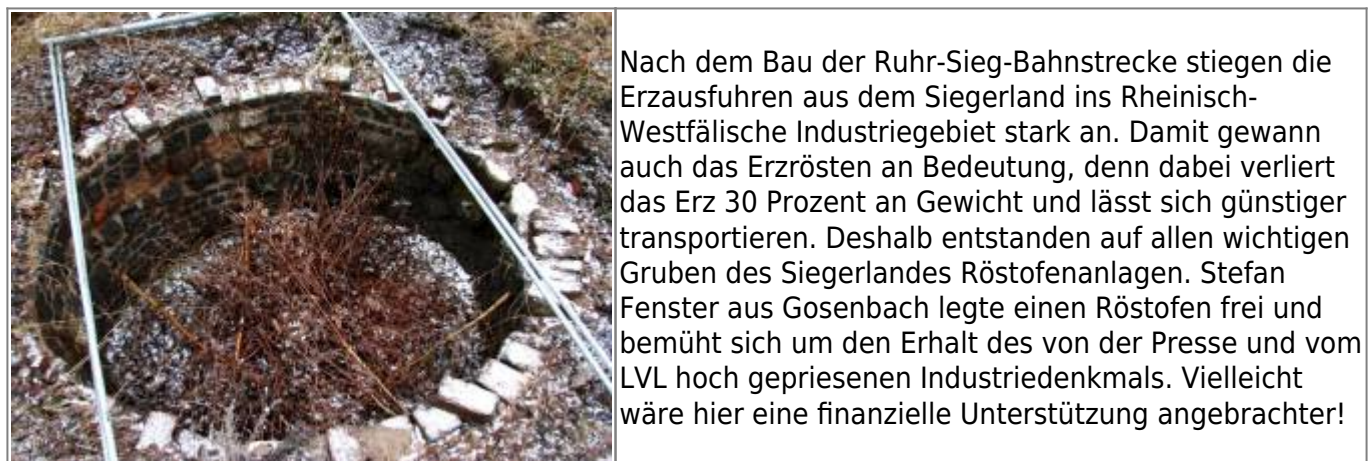 Nach dem Bau der Ruhr-Sieg-Bahnstrecke stiegen die
Erzausfuhren aus dem Siegerland ins Rheinisch-
Westfälische Industriegebiet stark an. Damit gewann
auch das Erzrösten an Bedeutung, denn dabei verliert
das Erz 30 Prozent an Gewicht und lässt sich günstiger
transportieren. Deshalb entstanden auf allen wichtigen
Gruben des Siegerlandes Röstofenanlagen. Stefan
Fenster aus Gosenbach legte einen Röstofen frei und
bemüht sich um den Erhalt des von der Presse und vom
LVL hoch gepriesenen Industriedenkmals. Vielleicht
wäre hier eine finanzielle Unterstützung angebrachter!